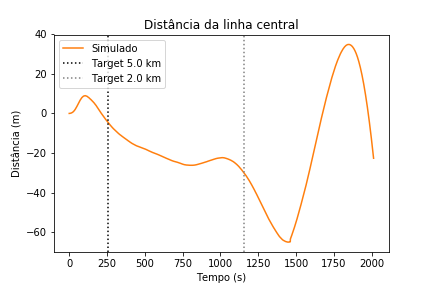 Distância da linha central
Simulado
Target 5.0 km
Target 2.0 km
Distância (m)
40
20
0
−20
−40
−60
0 250 500 750 1000 1250 1500 1750 2000
Tempo (s)